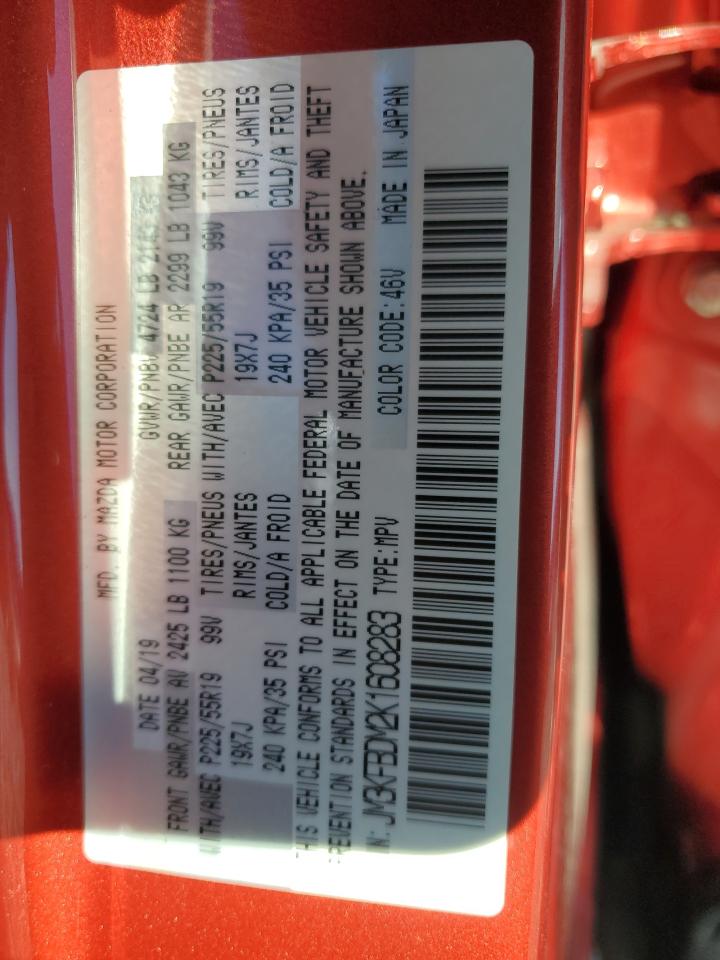 MFD. BY MAZDA MOTOR CORPORATION
DATE 04/19 GVWR/PNBV 4724 LB 2143
FRONT GAWR/PNBE AV 2425 LB 1100 KG REAR GAWR/PNBE AR 2299 LB 1043 KG
WITH/AVEC P225/55R19 99V TIRES/PNEUS WITH/AVEC P225/55R19 99V TIRES/PNEUS
19X7J RIMS/JANTES 19X7J RIMS/JANTES
240 KPA/35 PSI COLD/A FROID 240 KPA/35 PSI COLD/A FROID
THIS VEHICLE CONFORMS TO ALL APPLICABLE FEDERAL MOTOR VEHICLE SAFETY AND THEFT
PREVENTION STANDARDS IN EFFECT ON THE DATE OF MANUFACTURE SHOWN ABOVE.
IN: JM3KFBDM2K1608283 TYPE:MPV COLOR CODE:46V MADE IN JAPAN